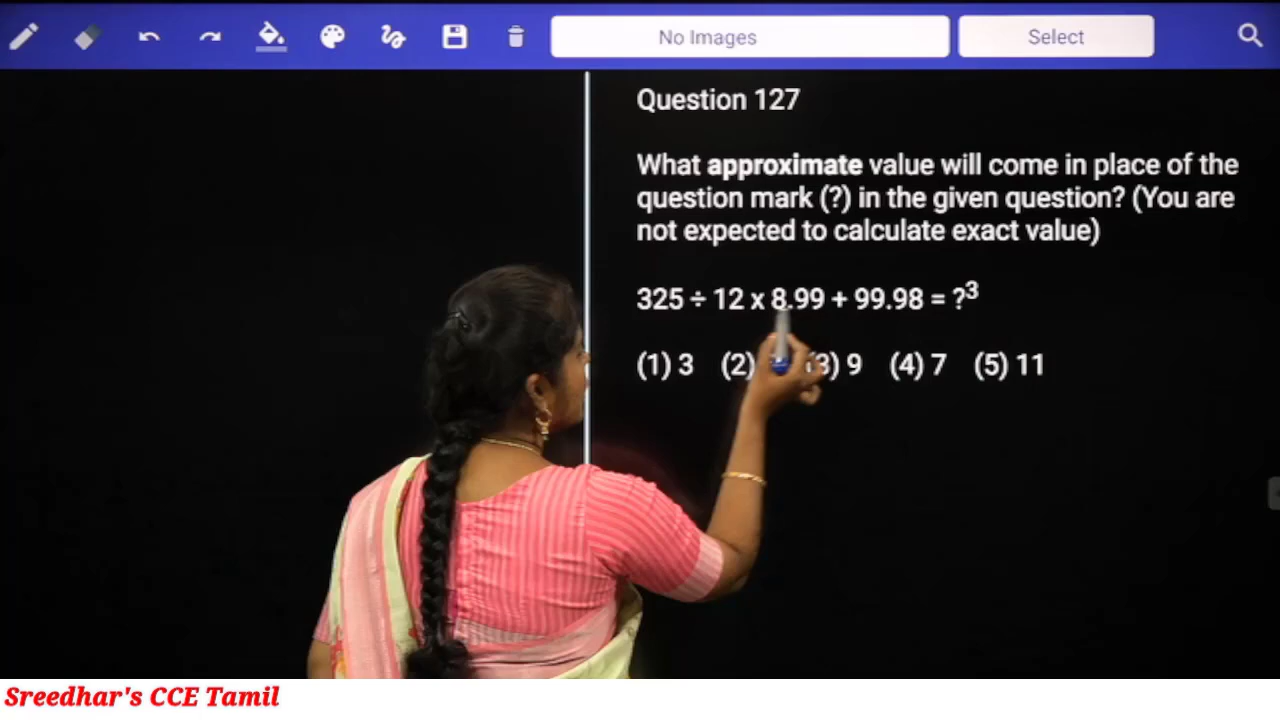 No Images
Select
Question 127
What approximate value will come in place of the
question mark (?) in the given question? (You are
not expected to calculate exact value)
325 ÷ 12 x 8.99 + 99.98 = ?³
(1) 3 (2) (3) 9 (4) 7 (5) 11
Sreedhar's CCE Tamil